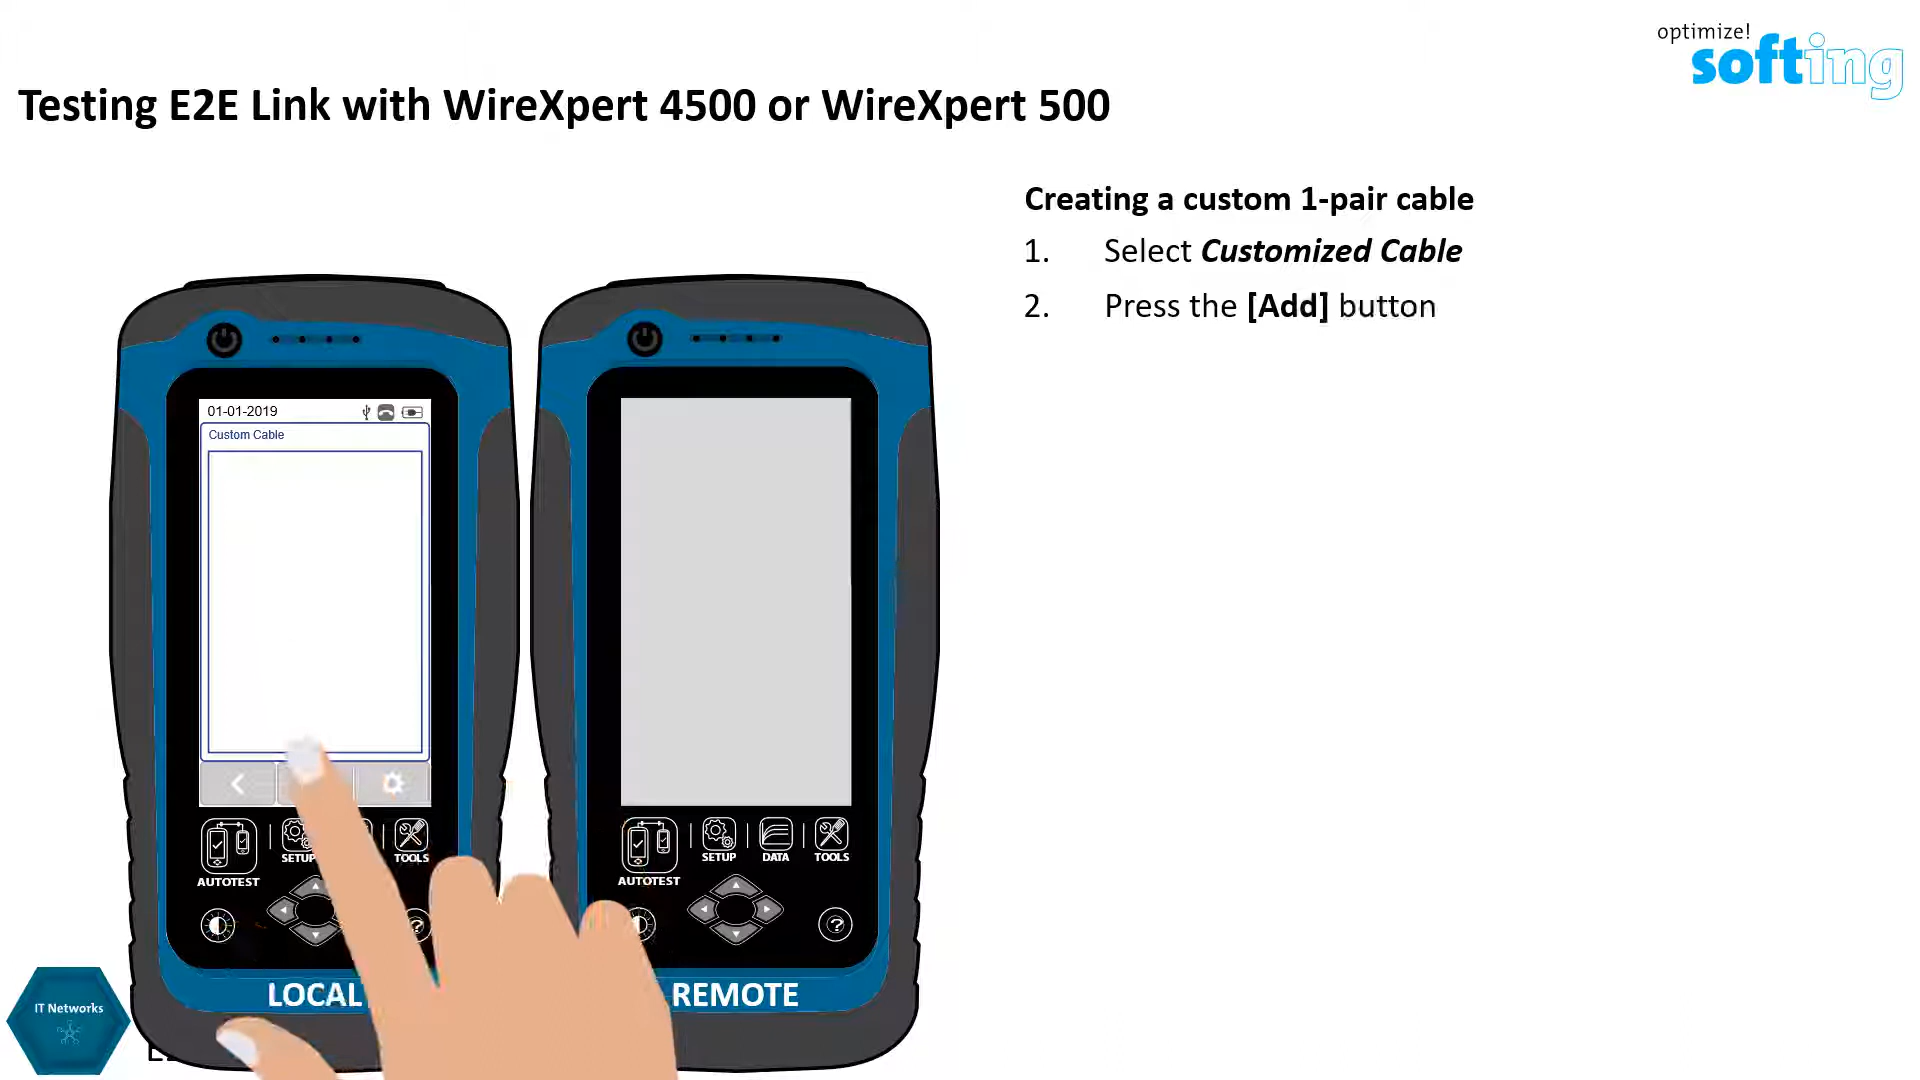 optimize!
softing
Testing E2E Link with WireXpert 4500 or WireXpert 500
Creating a custom 1-pair cable
1. Select Customized Cable
2. Press the [Add] button
01-01-2019
Custom Cable
AUTOTEST
SETUP
TOOLS
LOCAL
AUTOTEST
SETUP
DATA
TOOLS
REMOTE
IT Networks